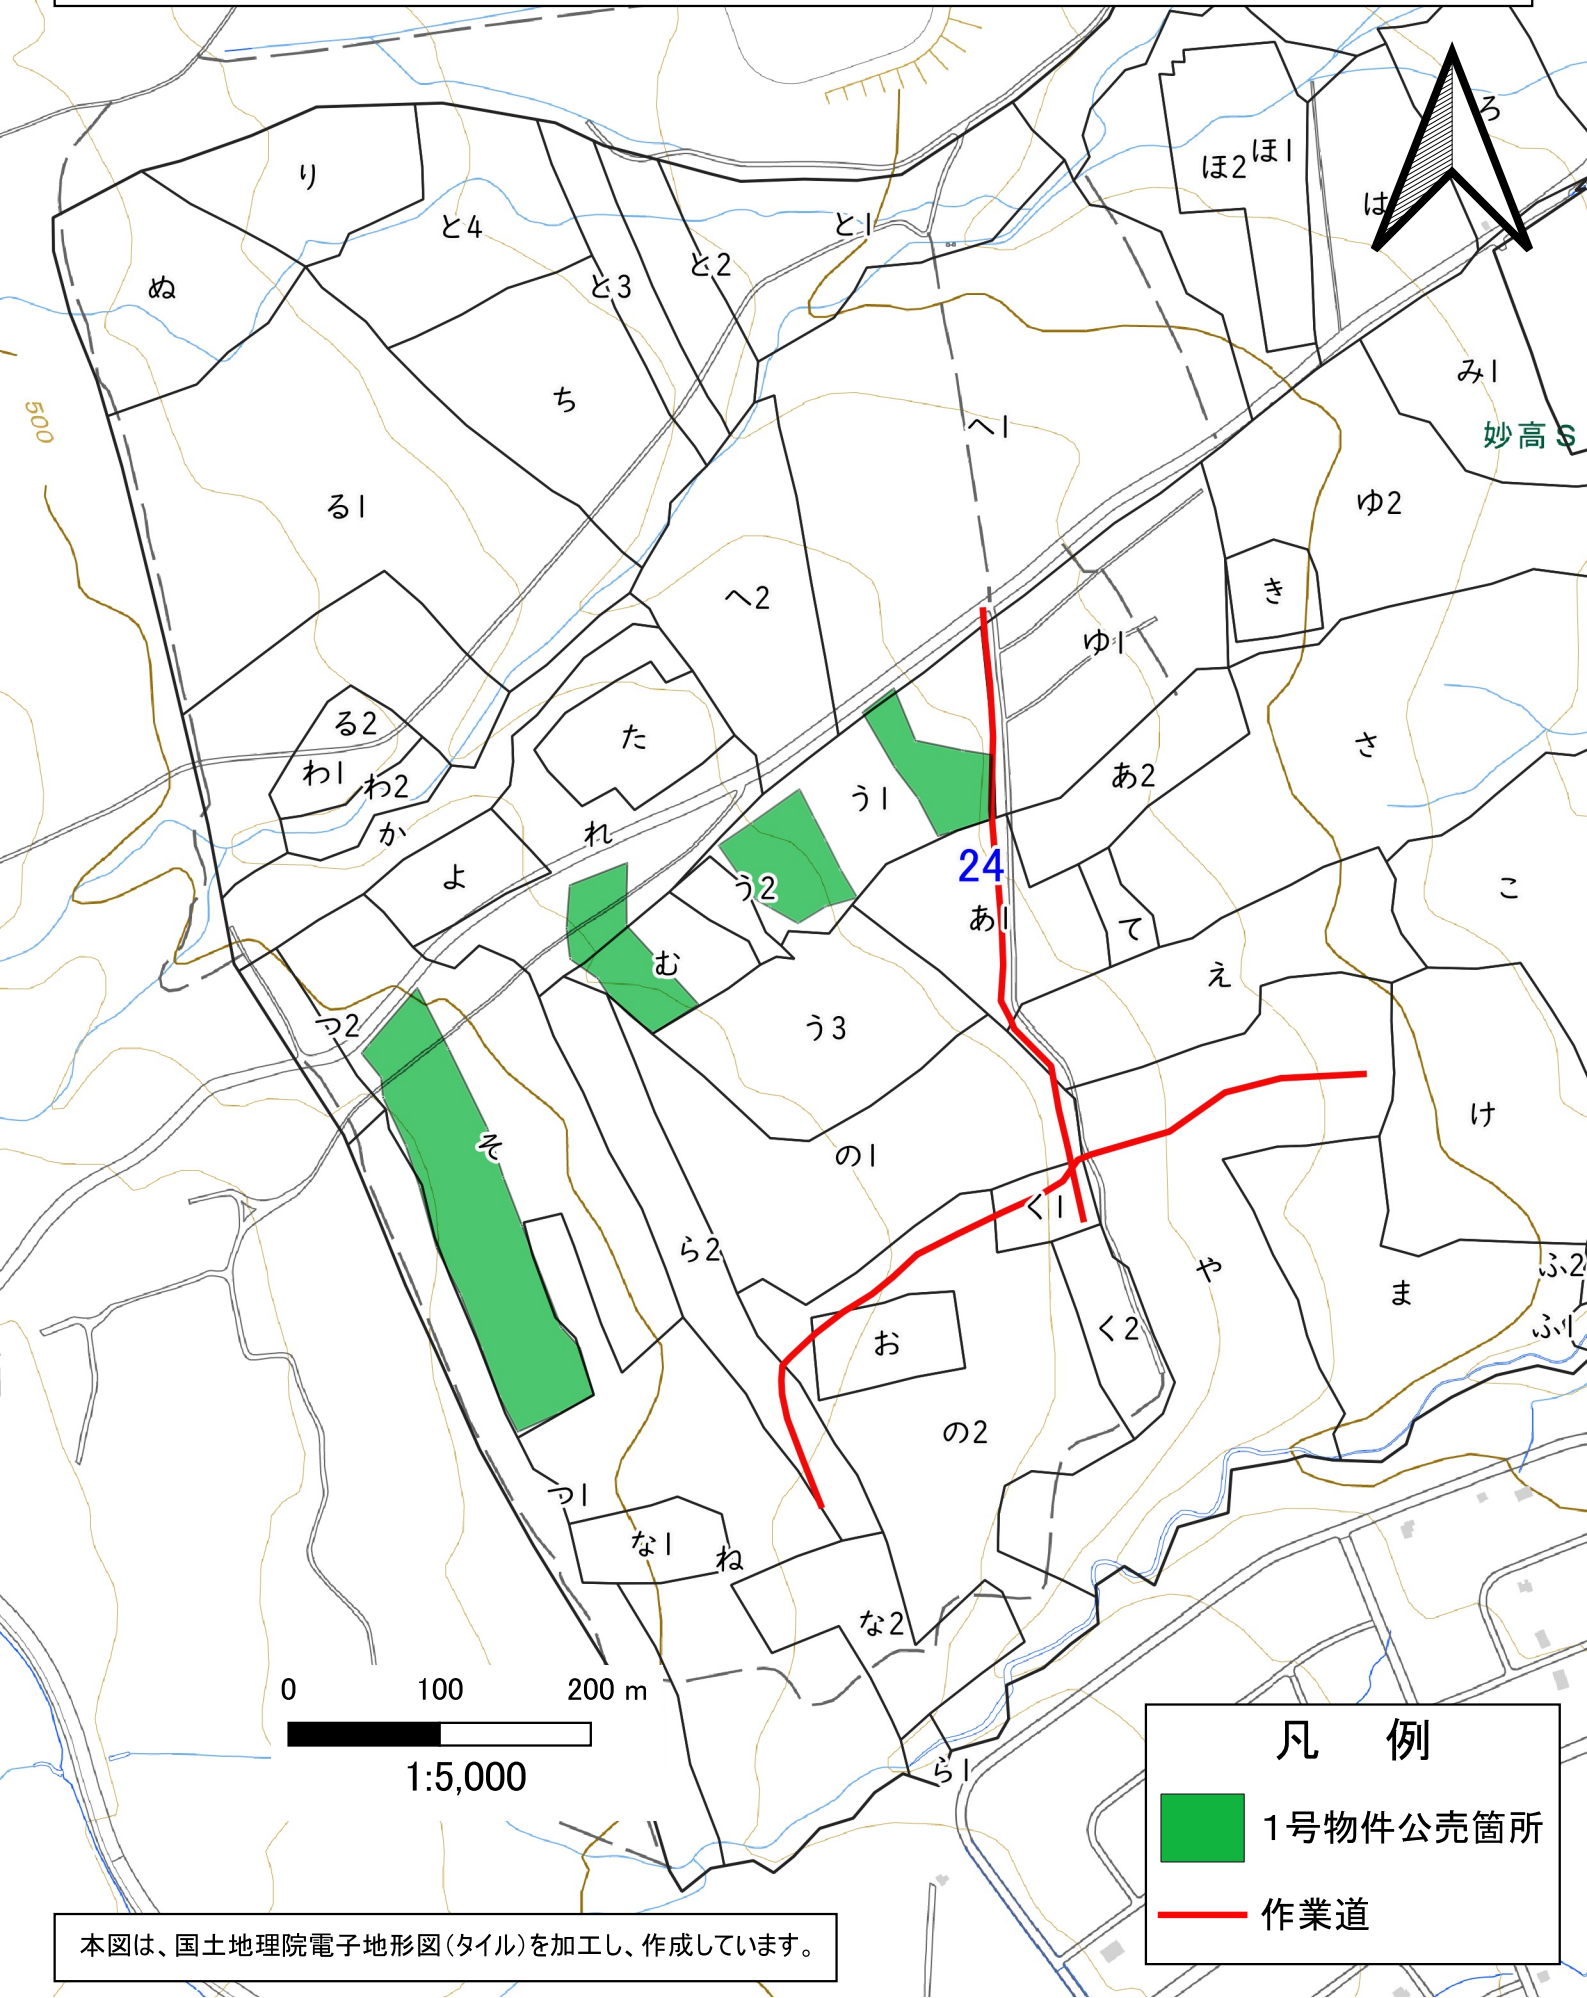 ろ
ほ1
ほ2
り
は
と1
と4
と2
ぬ
と3
み1
ち
500
へ1
妙高S
ゆ2
る1
き
へ2
ゆ1
る2
た
さ
わ1
あ2
わ2
う1
か
れ
24
よ
う2
こ
あ1
て
む
え
つ2
う3
け
そ
の1
く1
ら2
や
ふ2
ま
ふ1
く2
お
の2
つ1
な1
ね
な2
0 100 200 m
1:5,000
ら1
凡 例
1号物件公売箇所
作業道
本図は、国土地理院電子地形図(タイル)を加工し、作成しています。